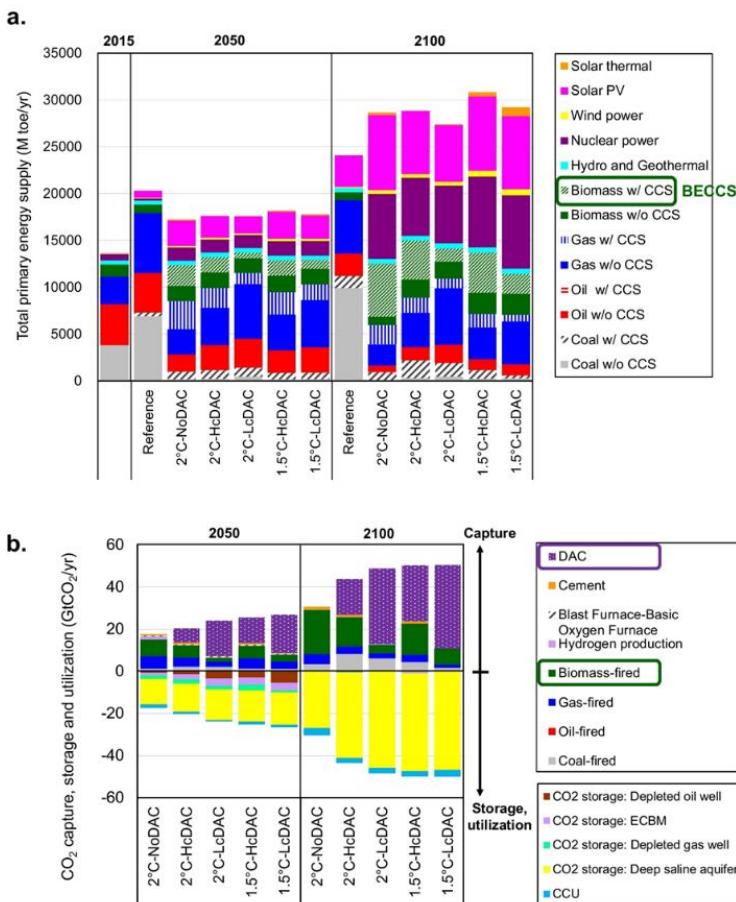 a.
2015 2050 2100
Total primary energy supply (M toe/yr)
35000
30000
25000
20000
15000
10000
5000
0
Reference
2°C-NoDAC
2°C-HcDAC
2°C-LcDAC
1.5°C-HcDAC
1.5°C-LcDAC
Reference
2°C-NoDAC
2°C-HcDAC
2°C-LcDAC
1.5°C-HcDAC
1.5°C-LcDAC
Solar thermal
Solar PV
Wind power
Nuclear power
Hydro and Geothermal
Biomass w/ CCS BECCS
Biomass w/o CCS
Gas w/ CCS
Gas w/o CCS
Oil w/ CCS
Oil w/o CCS
Coal w/ CCS
Coal w/o CCS
b.
2050 2100
Capture
CO2 capture, storage and utilization (GtCO2/yr)
60
40
20
0
-20
-40
-60
Storage,
utilization
2°C-NoDAC
2°C-HcDAC
2°C-LcDAC
1.5°C-HcDAC
1.5°C-LcDAC
2°C-NoDAC
2°C-HcDAC
2°C-LcDAC
1.5°C-HcDAC
1.5°C-LcDAC
DAC
Cement
Blast Furnace-Basic
Oxygen Furnace
Hydrogen production
Biomass-fired
Gas-fired
Oil-fired
Coal-fired
CO2 storage: Depleted oil well
CO2 storage: ECBM
CO2 storage: Depleted gas well
CO2 storage: Deep saline aquifer
CCU